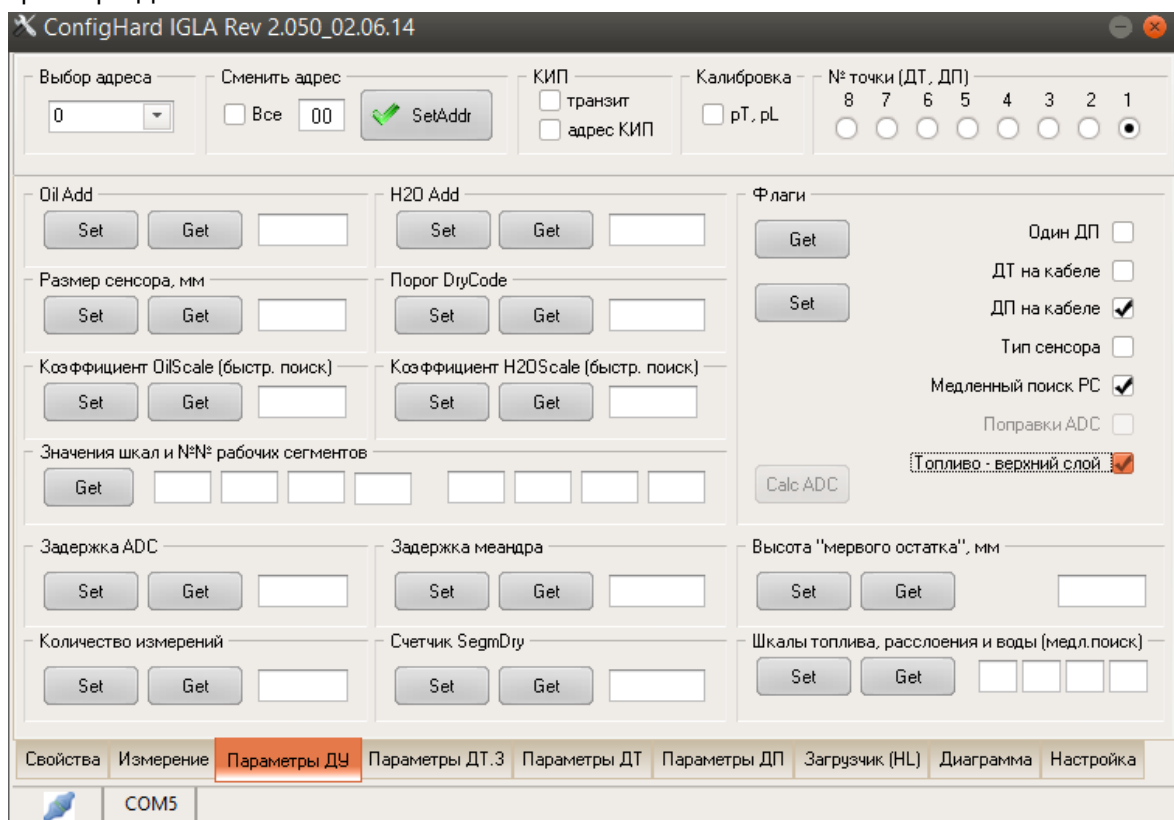 ConfigHard IGLA Rev 2.050_02.06.14
Выбор адреса
Сменить адрес
КИП
Калибровка
№ точки (ДТ, ДП)
0
Все
00
SetAddr
транзит
адрес КИП
pT, pL
8 7 6 5 4 3 2 1
Oil Add
H2O Add
Флаги
Set Get
Set Get
Get
Один ДП
Размер сенсора, мм
Порог DryCode
ДТ на кабеле
Set Get
Set Get
Set
ДП на кабеле
Тип сенсора
Коэффициент OilScale (быстр. поиск)
Коэффициент H2OScale (быстр. поиск)
Медленный поиск РС
Set Get
Set Get
Поправки ADC
Значения шкал и №№ рабочих сегментов
Топливо - верхний слой
Get
Calc ADC
Задержка ADC
Задержка меандра
Высота "мервого остатка", мм
Set Get
Set Get
Set Get
Количество измерений
Счетчик SegmDry
Шкалы топлива, расслоения и воды (медл.поиск)
Set Get
Set Get
Set Get
Свойства Измерение Параметры ДУ Параметры ДТ.3 Параметры ДТ Параметры ДП Загрузчик (HL) Диаграмма Настройка
COM5